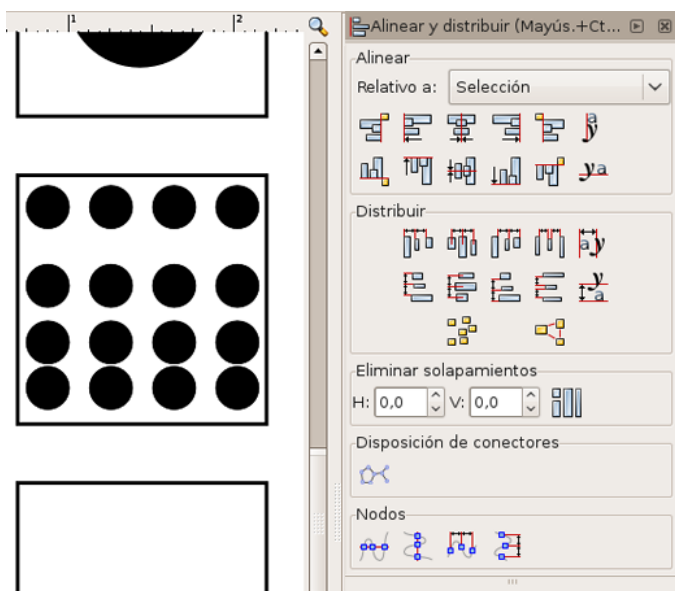 1 2
Alinear y distribuir (Mayús.+Ct...
Alinear
Relativo a: Selección
Distribuir
Eliminar solapamientos
H: 0,0 V: 0,0
Disposición de conectores
Nodos